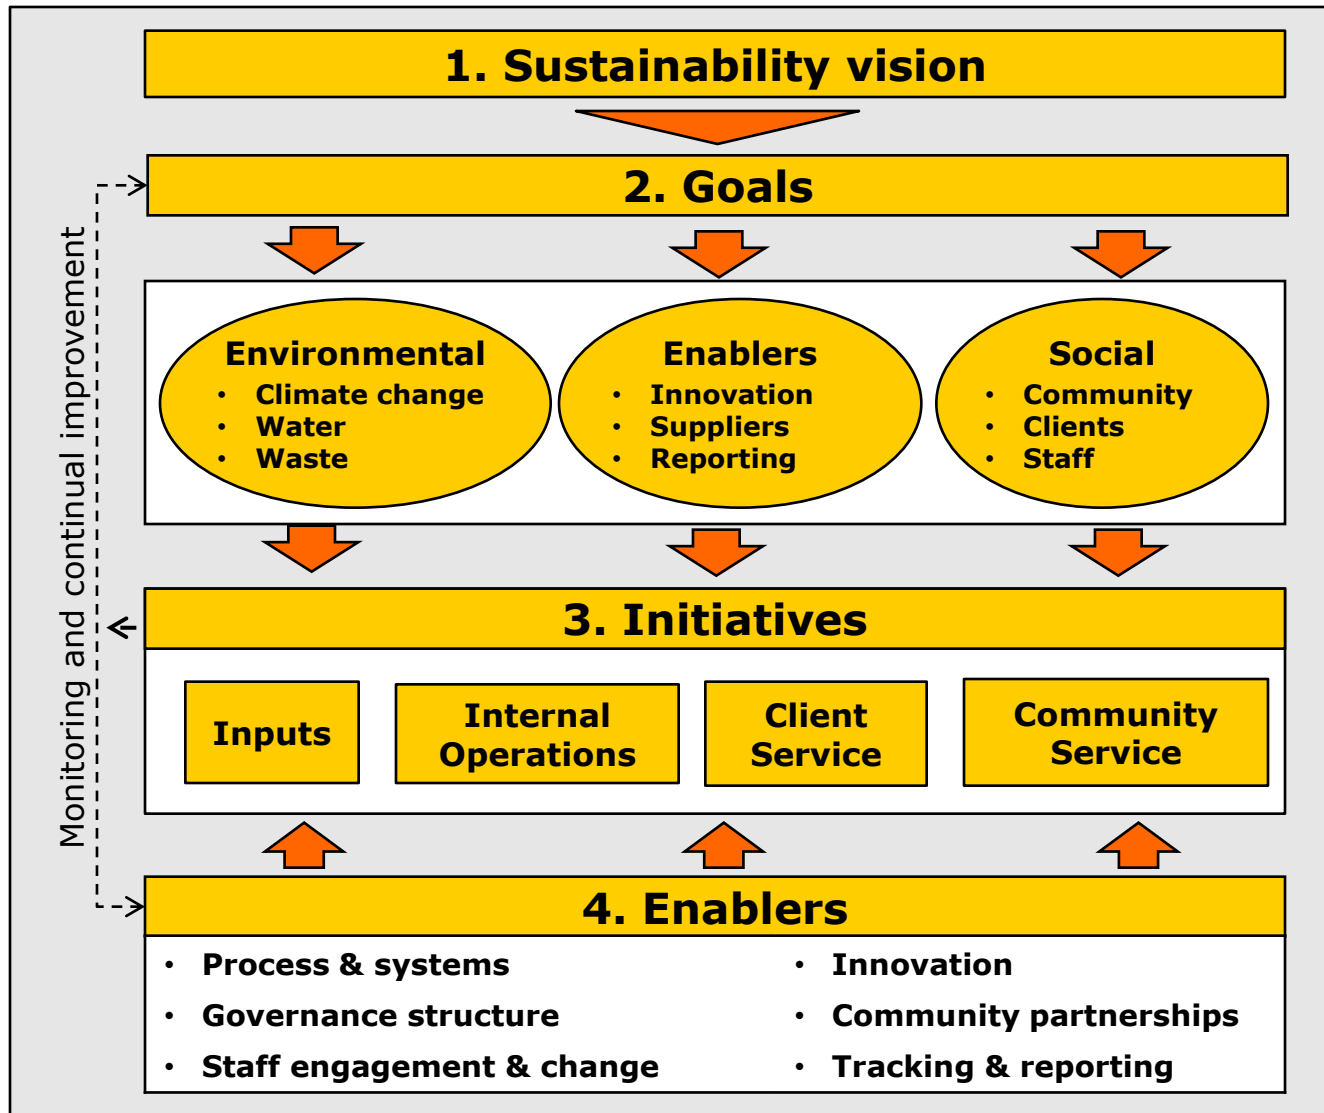 1. Sustainability vision
2. Goals
Monitoring and continual improvement
Environmental
• Climate change
• Water
• Waste
Enablers
• Innovation
• Suppliers
• Reporting
Social
• Community
• Clients
• Staff
3. Initiatives
Inputs
Internal
Operations
Client
Service
Community
Service
4. Enablers
• Process & systems
• Governance structure
• Staff engagement & change
• Innovation
• Community partnerships
• Tracking & reporting